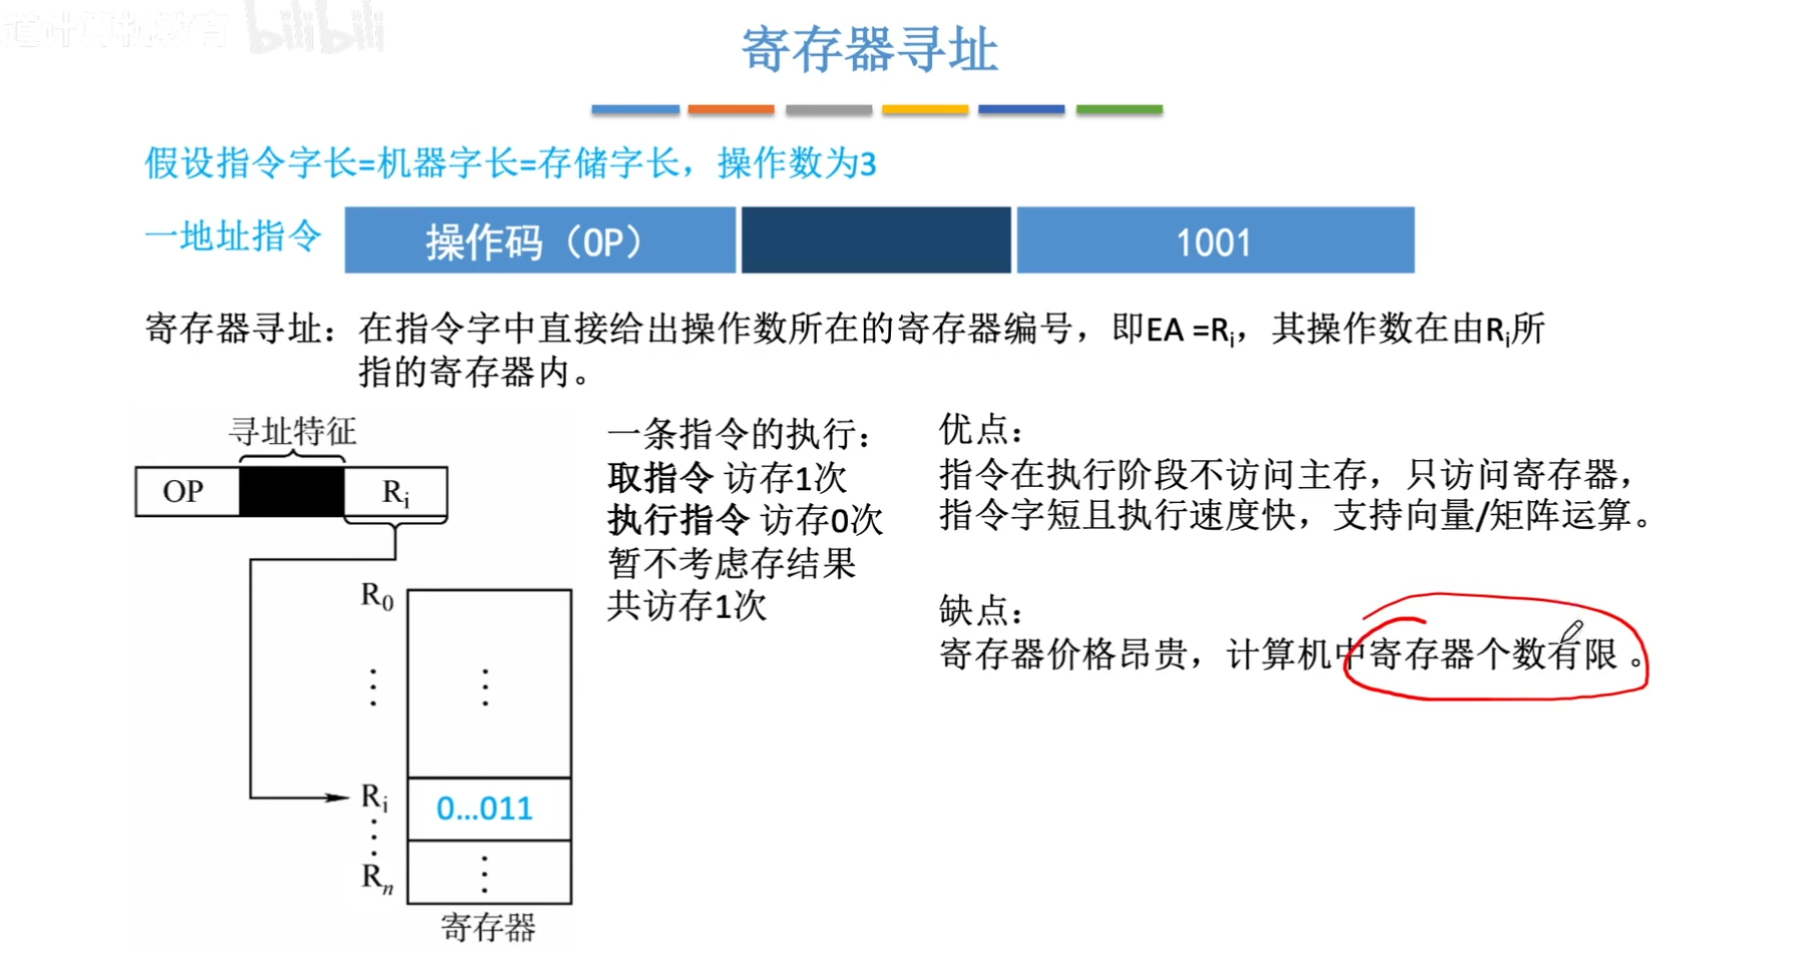 道计算机教育 bilibili
寄存器寻址
假设指令字长=机器字长=存储字长，操作数为3
一地址指令 操作码（OP） 1001
寄存器寻址：在指令字中直接给出操作数所在的寄存器编号，即EA =Ri，其操作数在由Ri所
指的寄存器内。
寻址特征
OP Ri
R0
⋮ ⋮
Ri 0...011
⋮
Rn ⋮
寄存器
一条指令的执行：
取指令 访存1次
执行指令 访存0次
暂不考虑存结果
共访存1次
优点：
指令在执行阶段不访问主存，只访问寄存器，
指令字短且执行速度快，支持向量/矩阵运算。
缺点：
寄存器价格昂贵，计算机中寄存器个数有限。